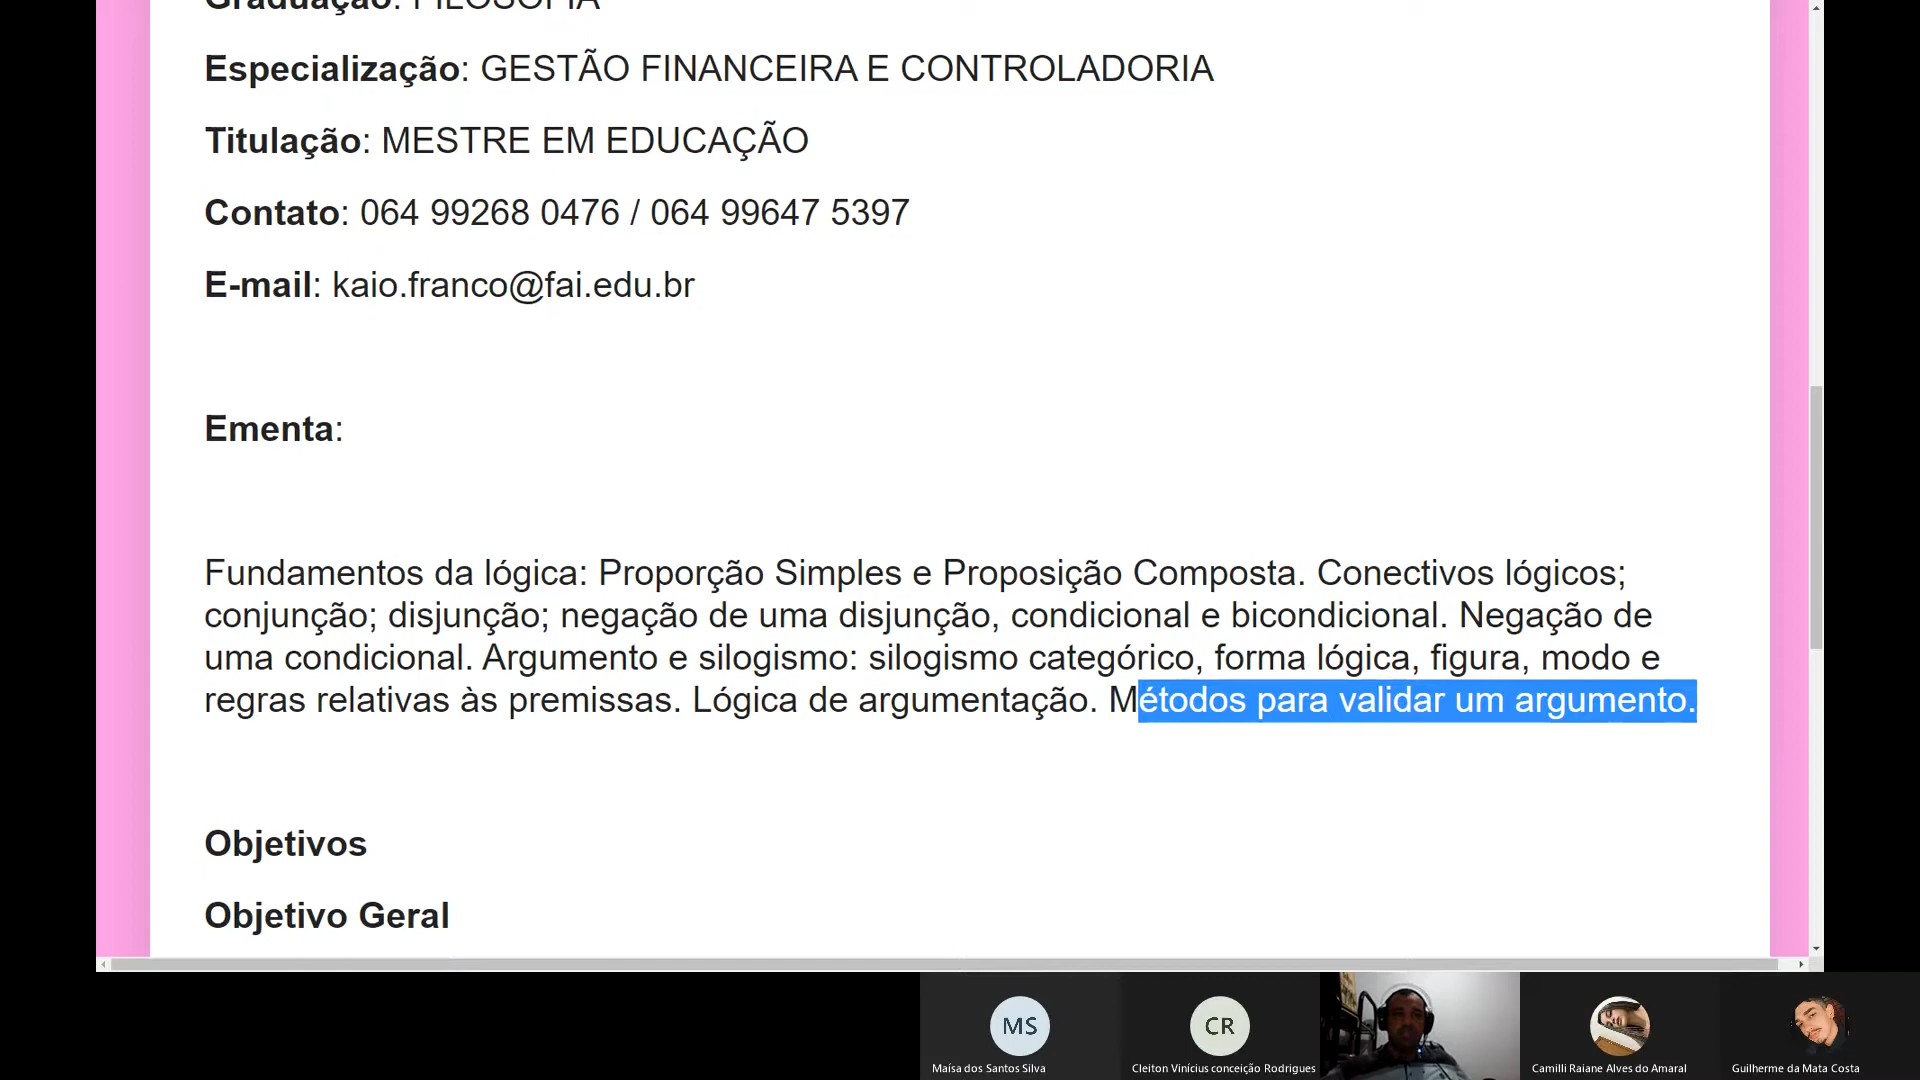 Graduação: FILOSOFIA
Especialização: GESTÃO FINANCEIRA E CONTROLADORIA
Titulação: MESTRE EM EDUCAÇÃO
Contato: 064 99268 0476 / 064 99647 5397
E-mail: kaio.franco@fai.edu.br
Ementa:
Fundamentos da lógica: Proporção Simples e Proposição Composta. Conectivos lógicos;
conjunção; disjunção; negação de uma disjunção, condicional e bicondicional. Negação de
uma condicional. Argumento e silogismo: silogismo categórico, forma lógica, figura, modo e
regras relativas às premissas. Lógica de argumentação. Métodos para validar um argumento.
Objetivos
Objetivo Geral
MS
CR
Maísa dos Santos Silva
Cleiton Vinícius conceição Rodrigues
Camilli Raiane Alves do Amaral
Guilherme da Mata Costa